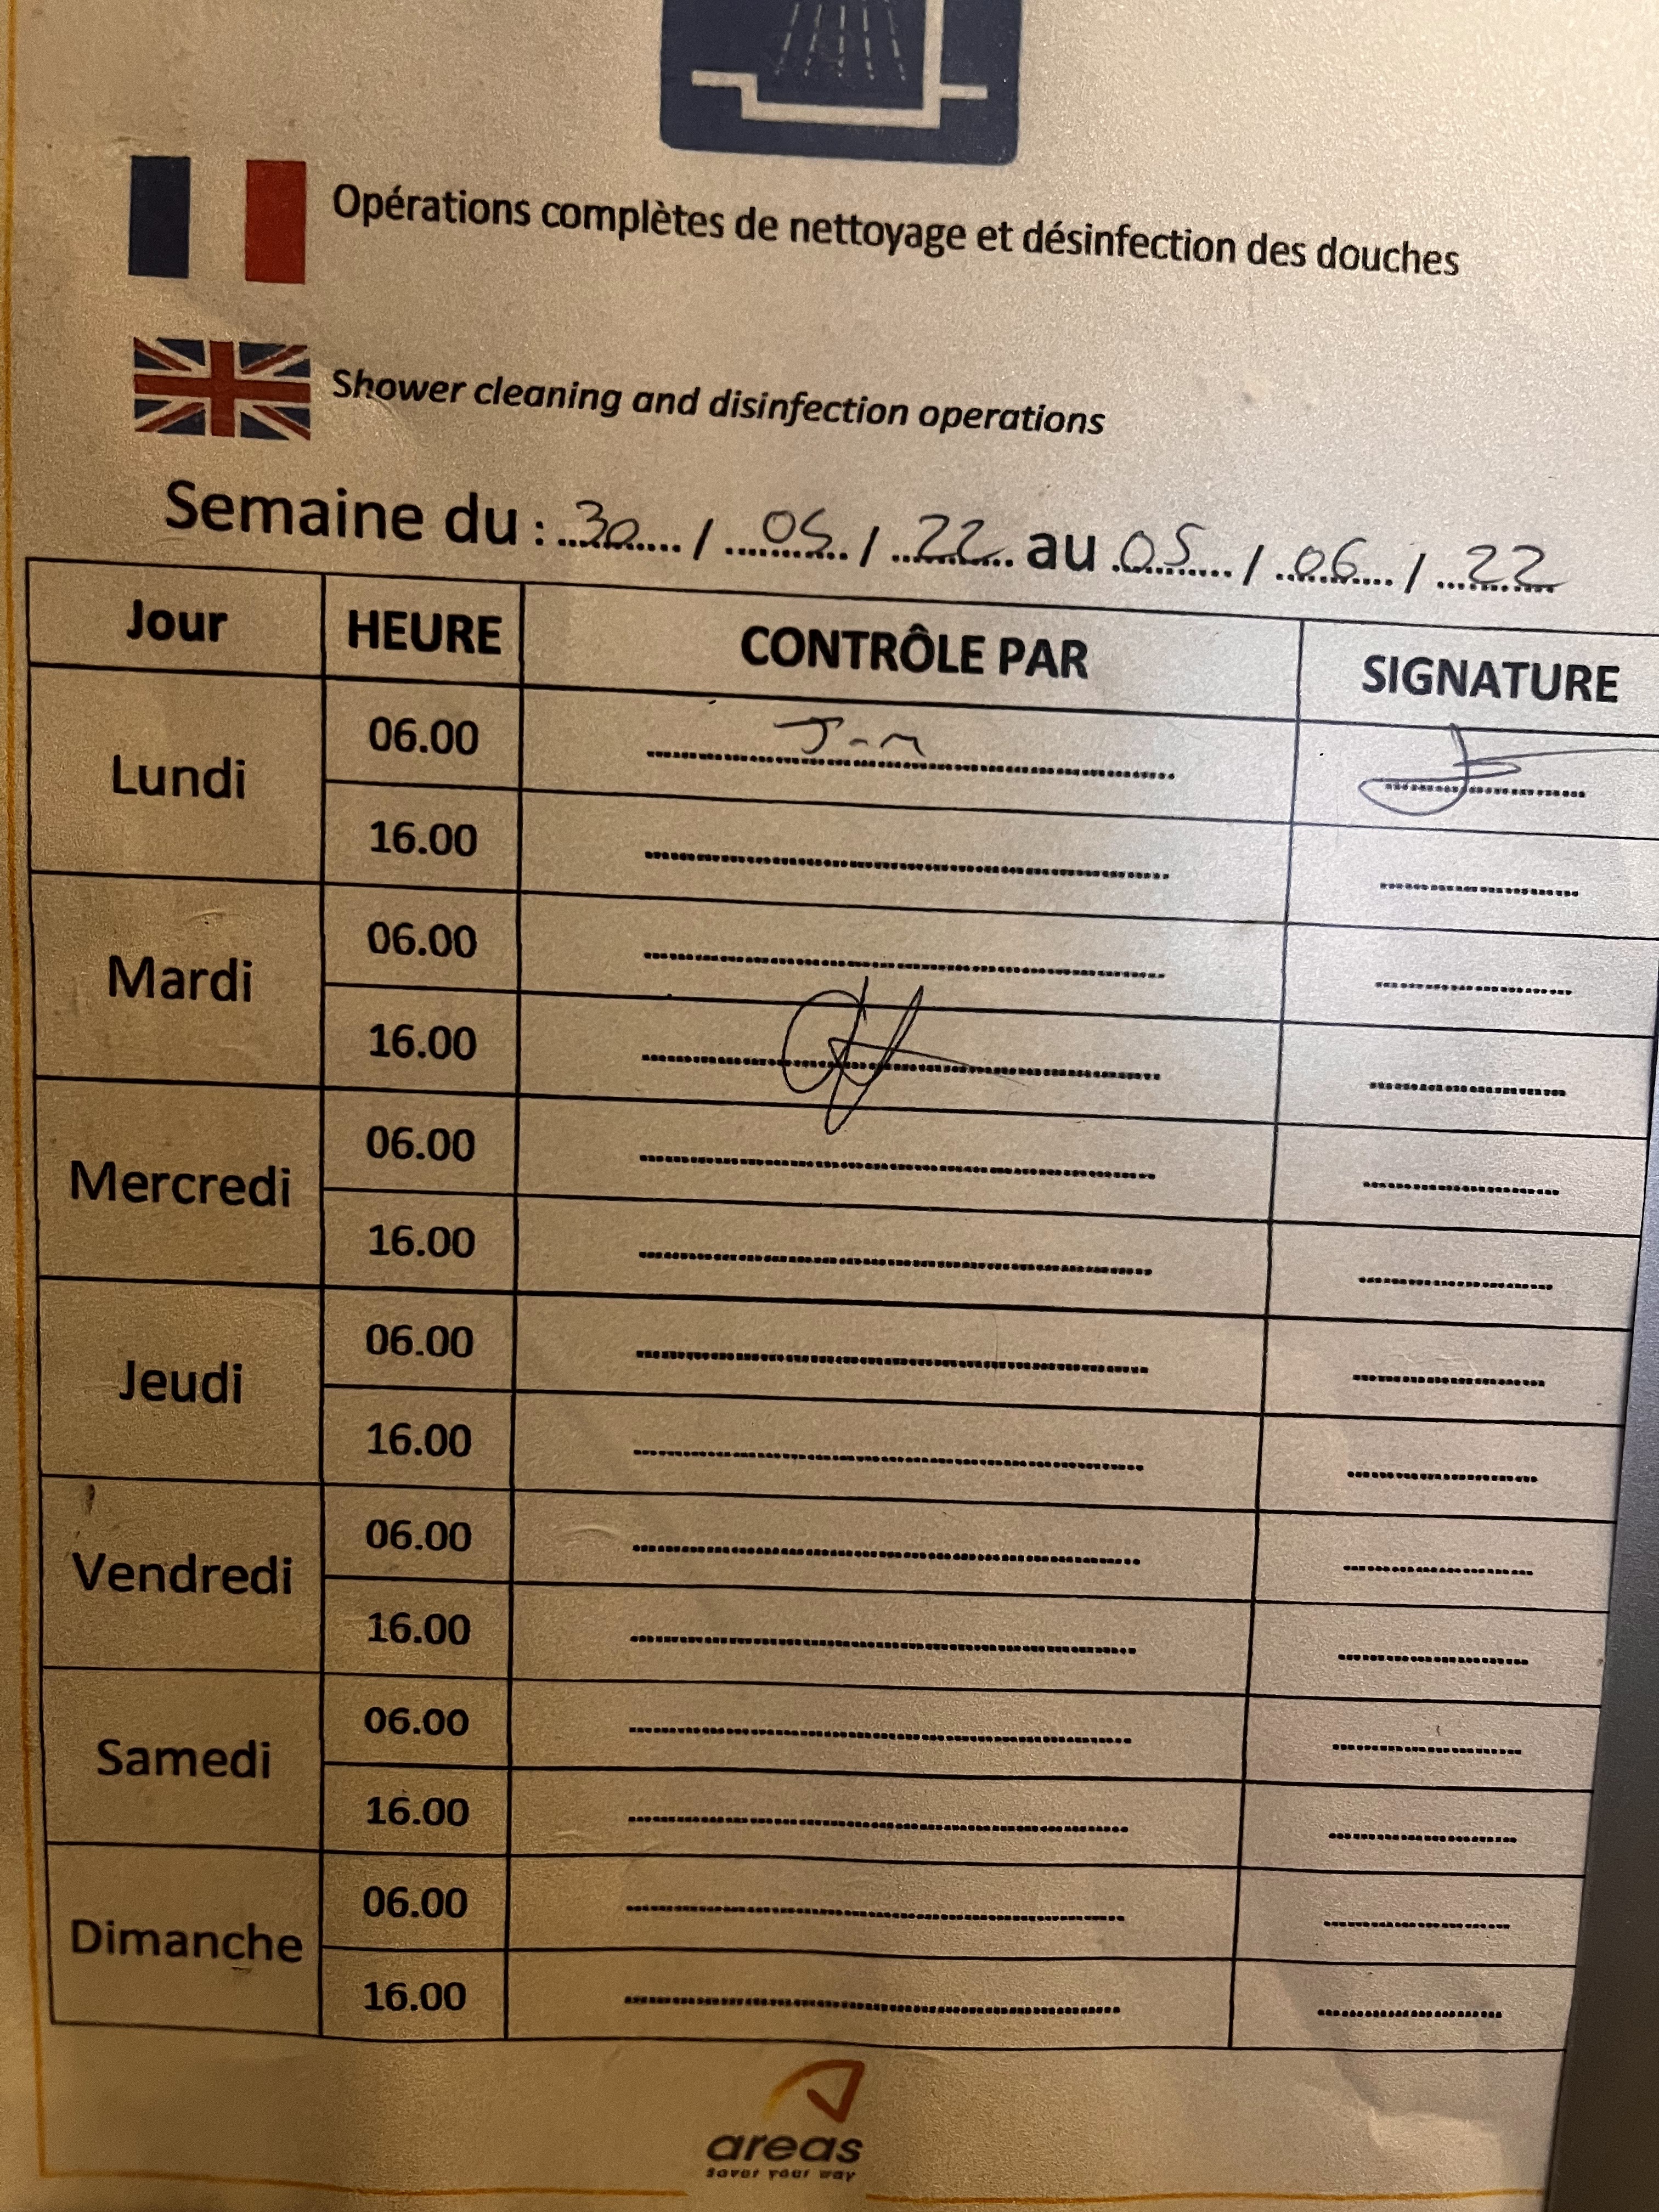 Opérations complètes de nettoyage et désinfection des douches
Shower cleaning and disinfection operations
Semaine du : 30 / 05 / 22 au 05 / 06 / 22
Jour HEURE CONTRÔLE PAR SIGNATURE
Lundi
06.00 J-M
16.00
Mardi
06.00
16.00
Mercredi
06.00
16.00
Jeudi
06.00
16.00
Vendredi
06.00
16.00
Samedi
06.00
16.00
Dimanche
06.00
16.00
areas
savor your way